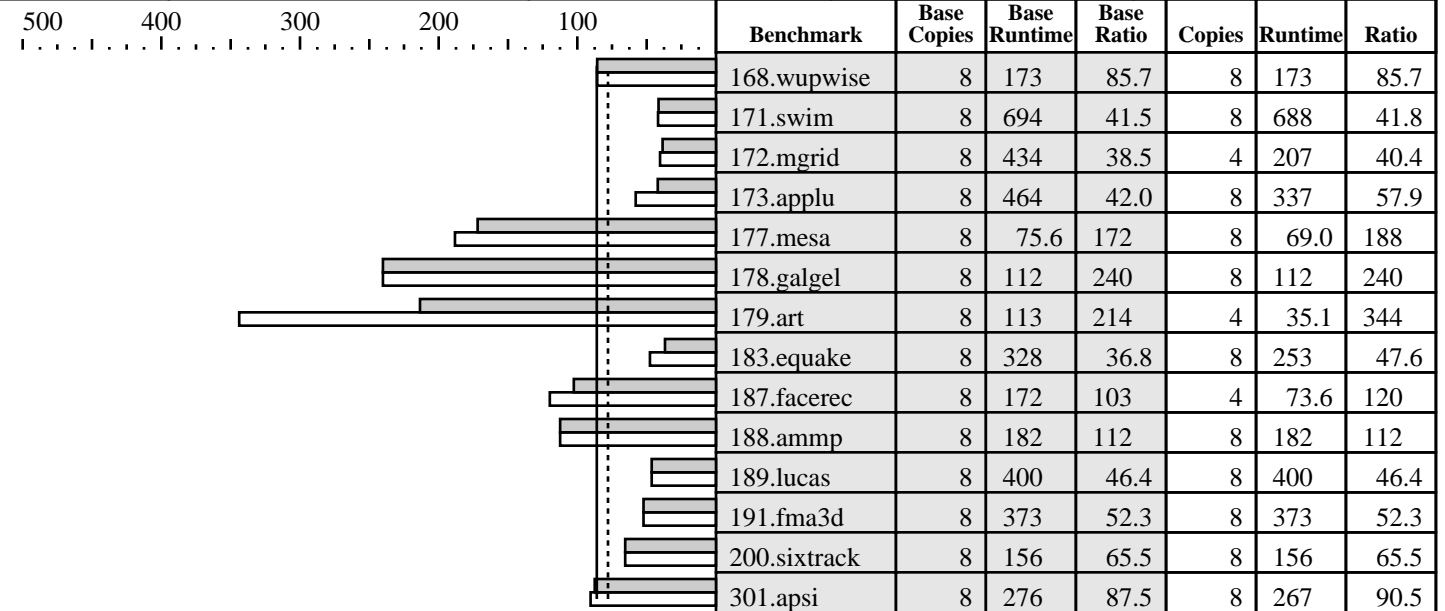 500 400 300 200 100 Benchmark Base Copies Base Runtime Base Ratio Copies Runtime Ratio
168.wupwise 8 173 85.7 8 173 85.7
171.swim 8 694 41.5 8 688 41.8
172.mgrid 8 434 38.5 4 207 40.4
173.applu 8 464 42.0 8 337 57.9
177.mesa 8 75.6 172 8 69.0 188
178.galgel 8 112 240 8 112 240
179.art 8 113 214 4 35.1 344
183.equake 8 328 36.8 8 253 47.6
187.facerec 8 172 103 4 73.6 120
188.ammp 8 182 112 8 182 112
189.lucas 8 400 46.4 8 400 46.4
191.fma3d 8 373 52.3 8 373 52.3
200.sixtrack 8 156 65.5 8 156 65.5
301.apsi 8 276 87.5 8 267 90.5